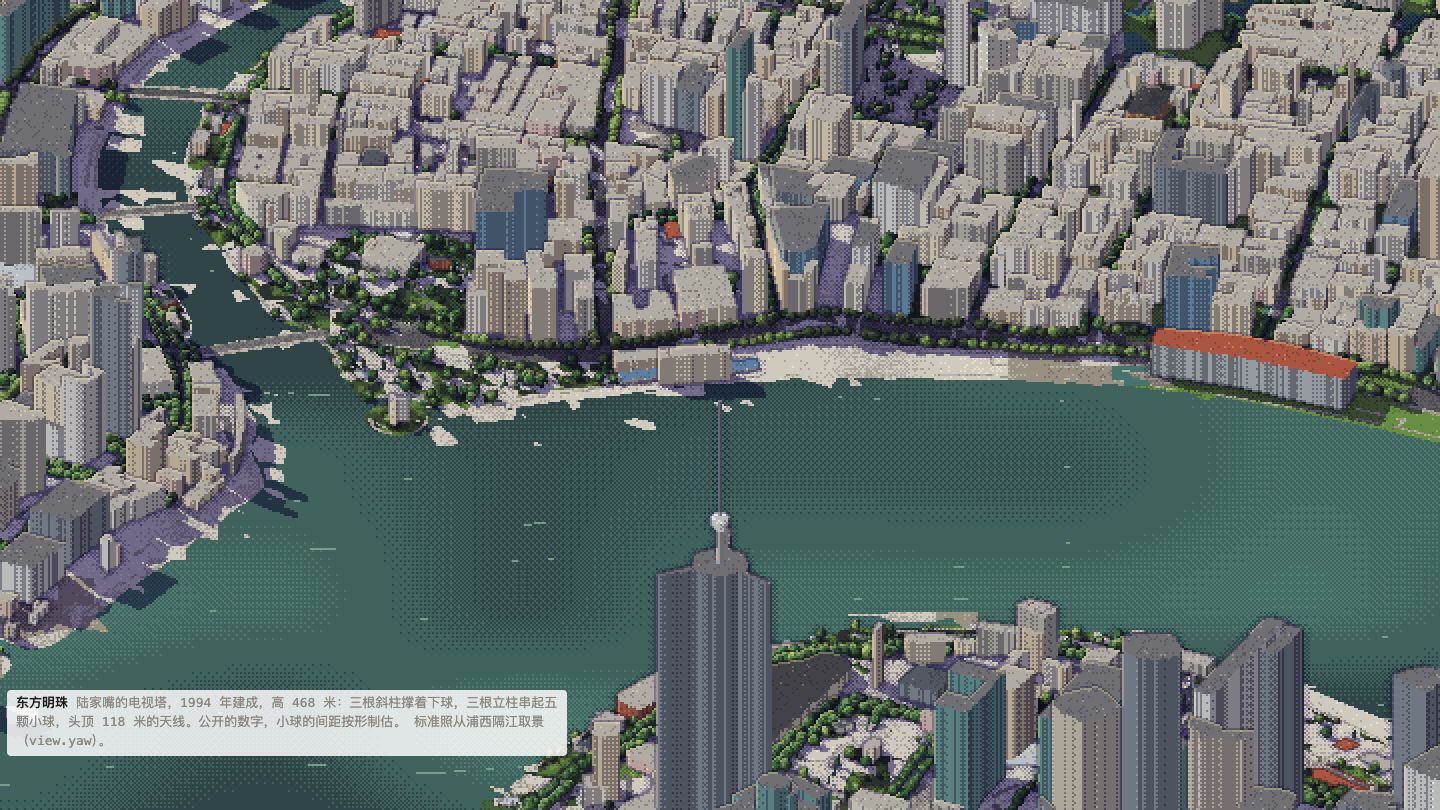 东方明珠 陆家嘴的电视塔，1994 年建成，高 468 米：三根斜柱撑着下球，三根立柱串起五
颗小球，头顶 118 米的天线。公开的数字，小球的间距按形制估。 标准照从浦西隔江取景
（view.yaw）。